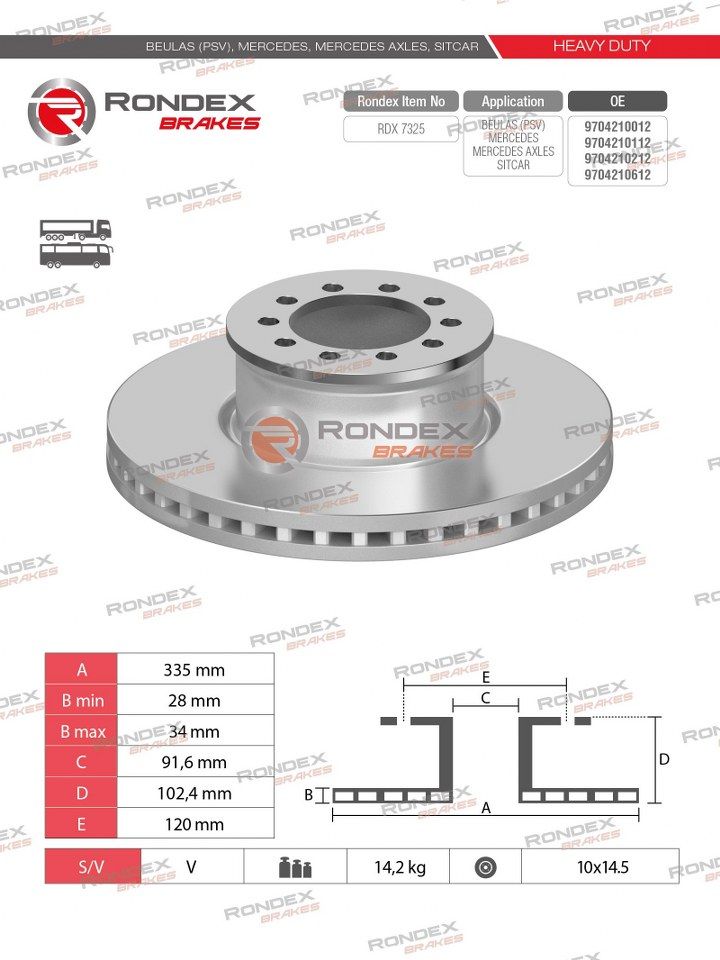 BEULAS (PSV), MERCEDES, MERCEDES AXLES, SITCAR
HEAVY DUTY
RONDEX
BRAKES
Rondex Item No
Application
OE
RDX 7325
BEULAS (PSV)
MERCEDES
MERCEDES AXLES
SITCAR
9704210012
9704210112
9704210212
9704210612
RONDEX
BRAKES
A 335 mm
B min 28 mm
B max 34 mm
C 91,6 mm
D 102,4 mm
E 120 mm
E
C
B
D
A
S/V V 14,2 kg 10x14.5